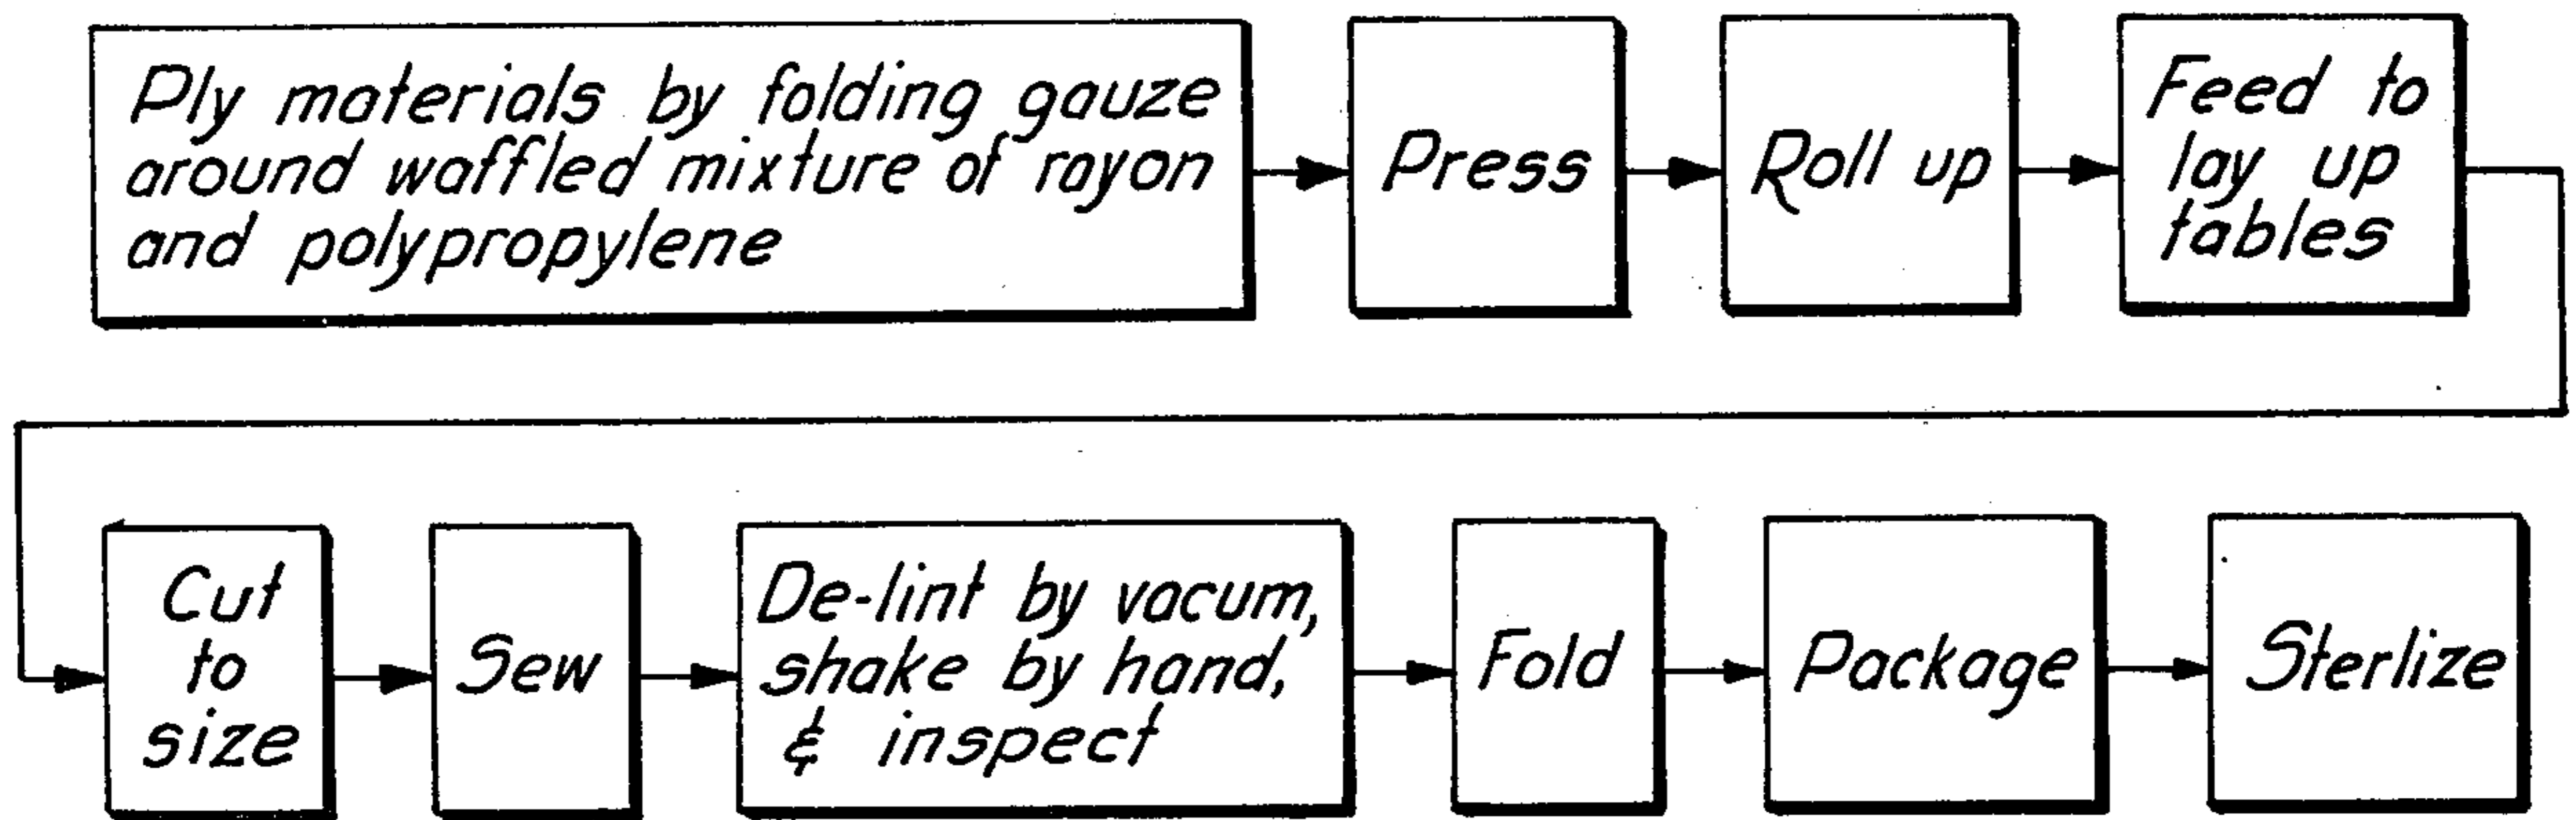 Ply materials by folding gauze
around waffled mixture of rayon
and polypropylene
Press
Roll up
Feed to
lay up
tables
Cut
to
size
Sew
De-lint by vacum,
shake by hand,
& inspect
Fold
Package
Sterlize